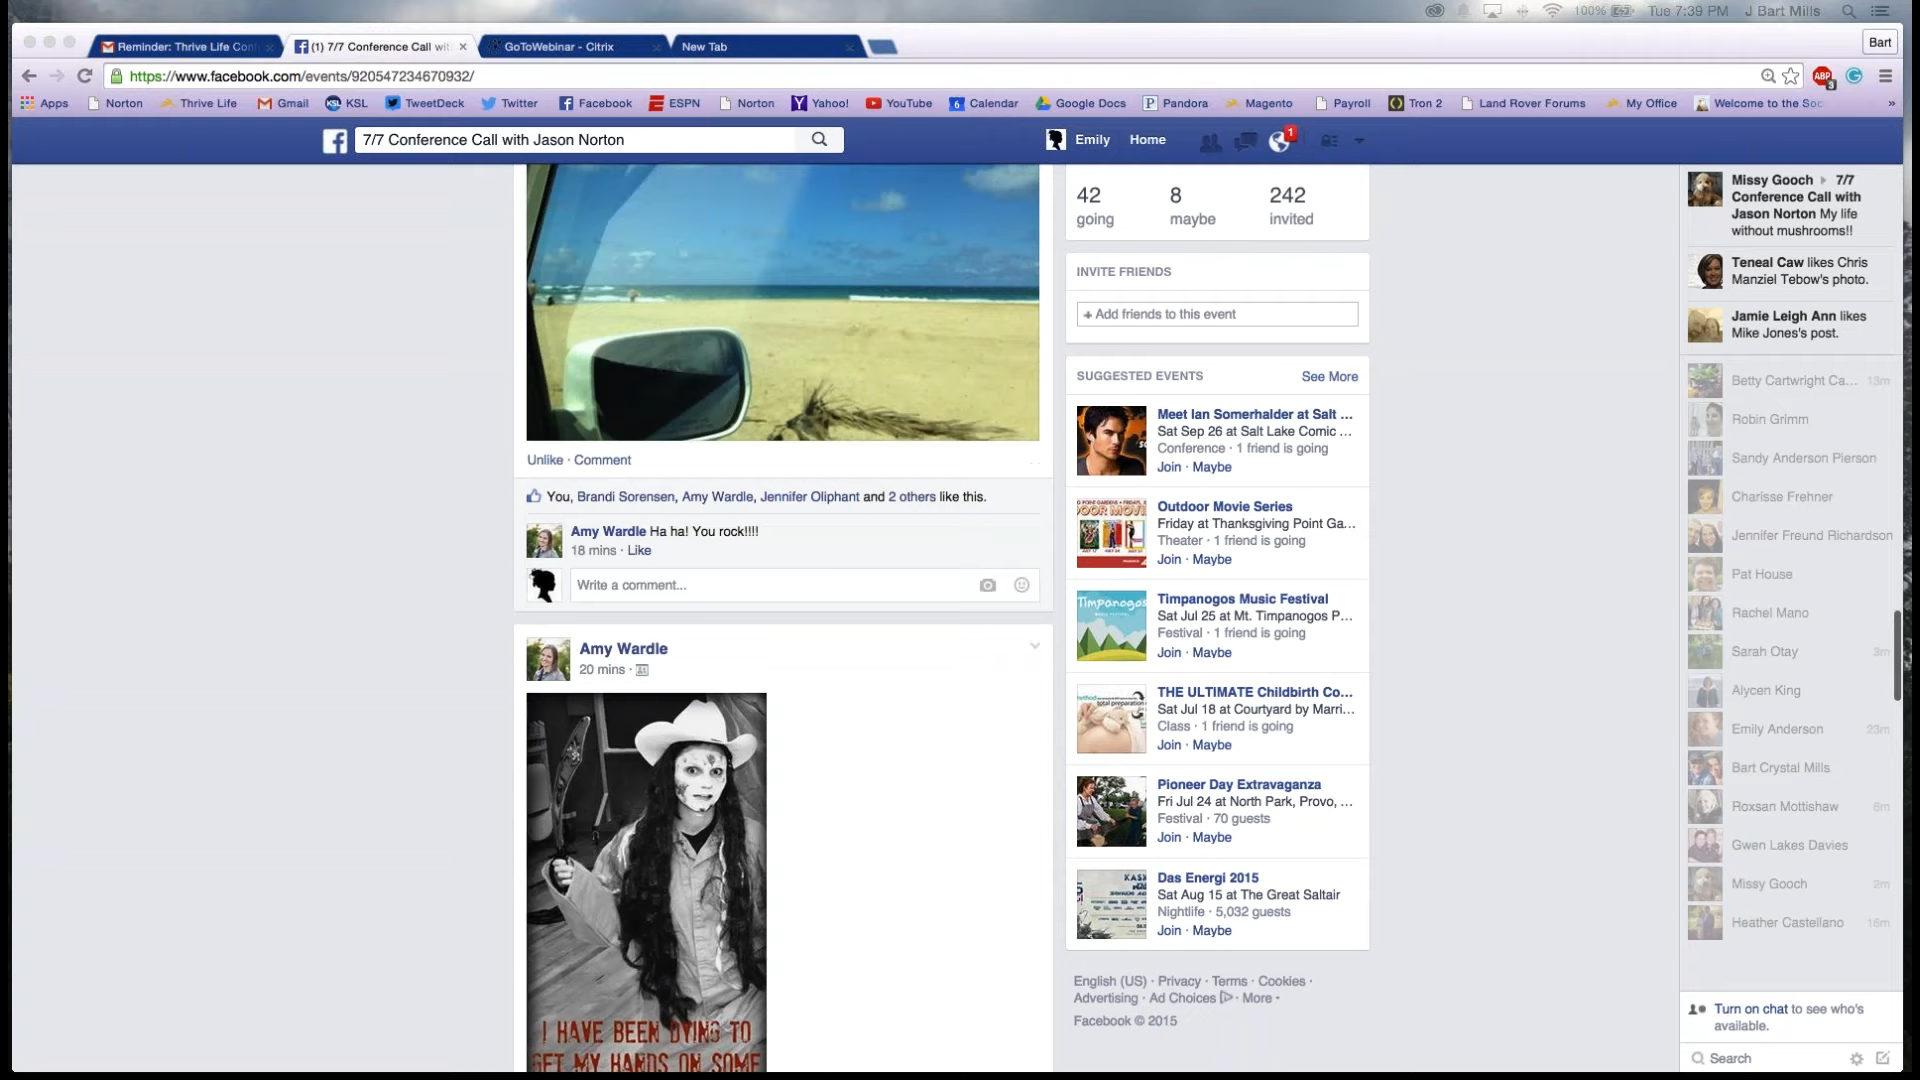 100%
Tue 7:39 PM
J Bart Mills
Reminder: Thrive Life Con
(1) 7/7 Conference Call wit
GoToWebinar - Citrix
New Tab
Bart
https://www.facebook.com/events/920547234670932/
ABP
3
Apps
Norton
Thrive Life
Gmail
KSL
TweetDeck
Twitter
Facebook
ESPN
Norton
Yahoo!
YouTube
6 Calendar
Google Docs
Pandora
Magento
Payroll
Tron 2
Land Rover Forums
My Office
Welcome to the Soc
»
7/7 Conference Call with Jason Norton
Emily
Home
1
42
going
8
maybe
242
invited
INVITE FRIENDS
+ Add friends to this event
SUGGESTED EVENTS
See More
Meet Ian Somerhalder at Salt ...
Sat Sep 26 at Salt Lake Comic ...
Conference · 1 friend is going
Join · Maybe
Outdoor Movie Series
Friday at Thanksgiving Point Ga...
Theater · 1 friend is going
Join · Maybe
Timpanogos
Timpanogos Music Festival
Sat Jul 25 at Mt. Timpanogos P...
Festival · 1 friend is going
Join · Maybe
THE ULTIMATE Childbirth Co...
Sat Jul 18 at Courtyard by Marri...
Class · 1 friend is going
Join · Maybe
Pioneer Day Extravaganza
Fri Jul 24 at North Park, Provo, ...
Festival · 70 guests
Join · Maybe
Das Energi 2015
Sat Aug 15 at The Great Saltair
Nightlife · 5,032 guests
Join · Maybe
English (US) · Privacy · Terms · Cookies ·
Advertising · Ad Choices · More
Facebook © 2015
Unlike · Comment
You, Brandi Sorensen, Amy Wardle, Jennifer Oliphant and 2 others like this.
Amy Wardle Ha ha! You rock!!!!
18 mins · Like
Write a comment...
Amy Wardle
20 mins ·
I HAVE BEEN DYING TO
GET MY HANDS ON SOME
Missy Gooch ▸ 7/7
Conference Call with
Jason Norton My life
without mushrooms!!
Teneal Caw likes Chris
Manziel Tebow's photo.
Jamie Leigh Ann likes
Mike Jones's post.
Betty Cartwright Ca... 13m
Robin Grimm
Sandy Anderson Pierson
Charisse Frehner
Jennifer Freund Richardson
Pat House
Rachel Mano
Sarah Otay 3m
Alycen King
Emily Anderson 23m
Bart Crystal Mills
Roxsan Mottishaw 6m
Gwen Lakes Davies
Missy Gooch 2m
Heather Castellano 16m
Turn on chat to see who's
available.
Search